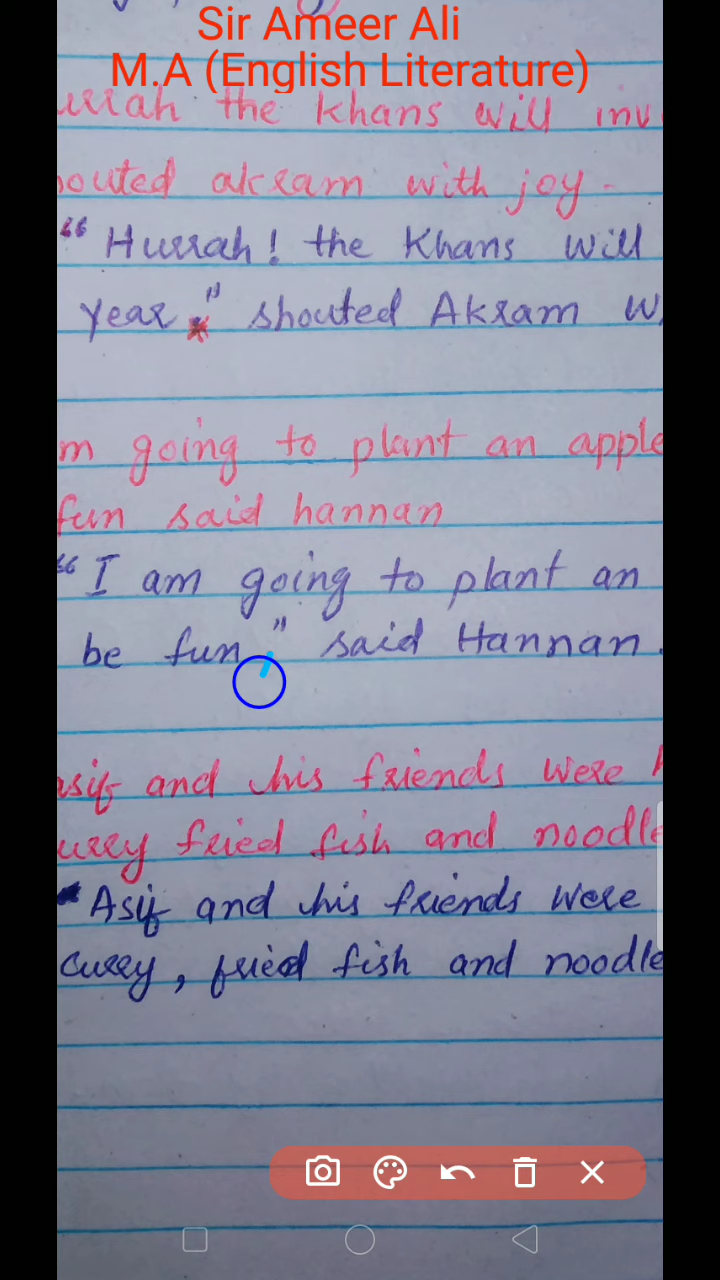 Sir Ameer Ali
M.A (English Literature)
urrah the khans will inv
outed akram with joy.
"Hurrah! the Khans will
year." shouted Akram w
m going to plant an apple
fun said hannan
"I am going to plant an
be fun," said Hannan.
asif and his friends were
urry fried fish and noodle
Asif and his friends were
curry, fried fish and noodle